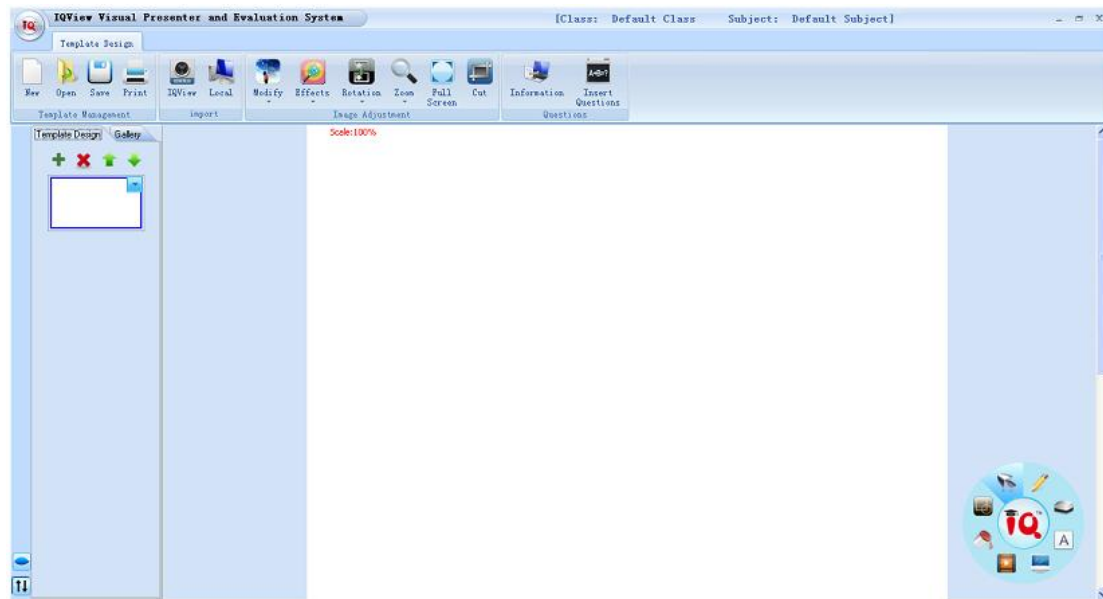 IQ IQView Visual Presenter and Evaluation System [Class: Default Class Subject: Default Subject]
Template Design
New Open Save Print IQView Local Modify Effects Rotation Zoom Full Screen Cut Information Insert Questions
Template Management import Image Adjustment Questions
A+B=?
Template Design Gallery
Scale:100%
IQ
A